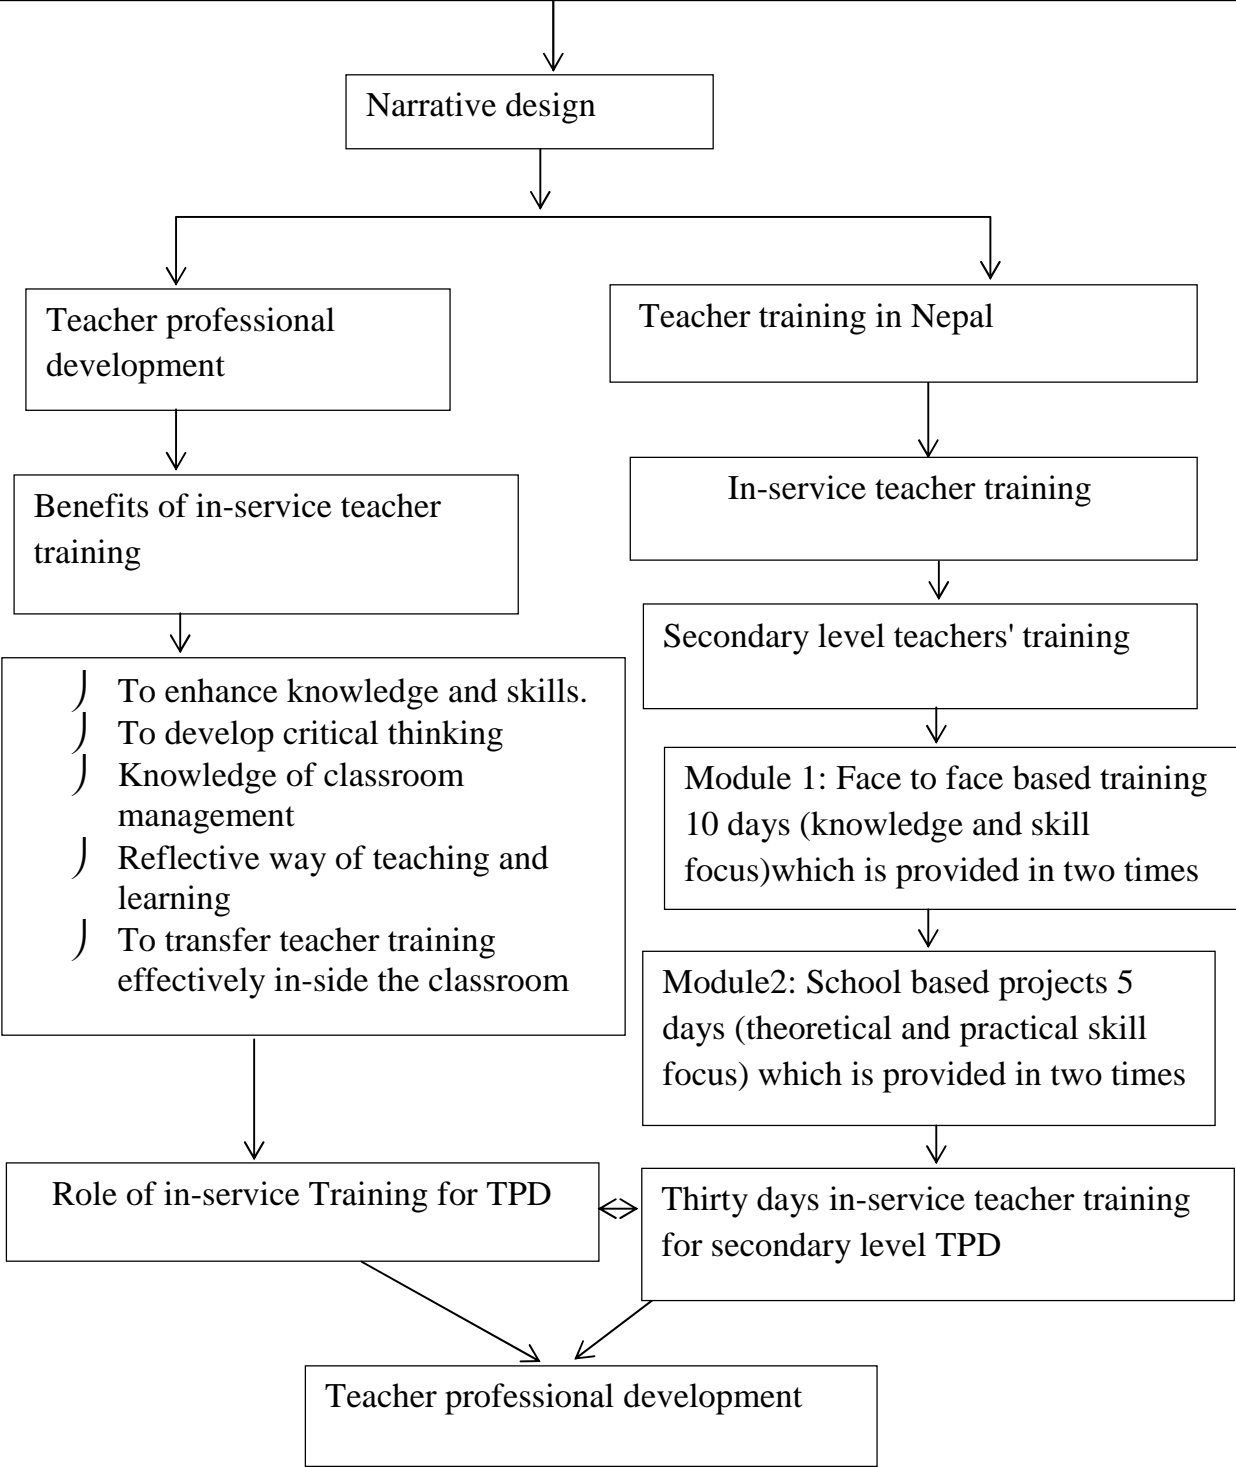 Narrative design
Teacher professional
development
Teacher training in Nepal
Benefits of in-service teacher
training
In-service teacher training
Secondary level teachers' training
To enhance knowledge and skills.
To develop critical thinking
Knowledge of classroom
management
Reflective way of teaching and
learning
To transfer teacher training
effectively in-side the classroom
Module 1: Face to face based training
10 days (knowledge and skill
focus)which is provided in two times
Module2: School based projects 5
days (theoretical and practical skill
focus) which is provided in two times
Role of in-service Training for TPD
Thirty days in-service teacher training
for secondary level TPD
Teacher professional development